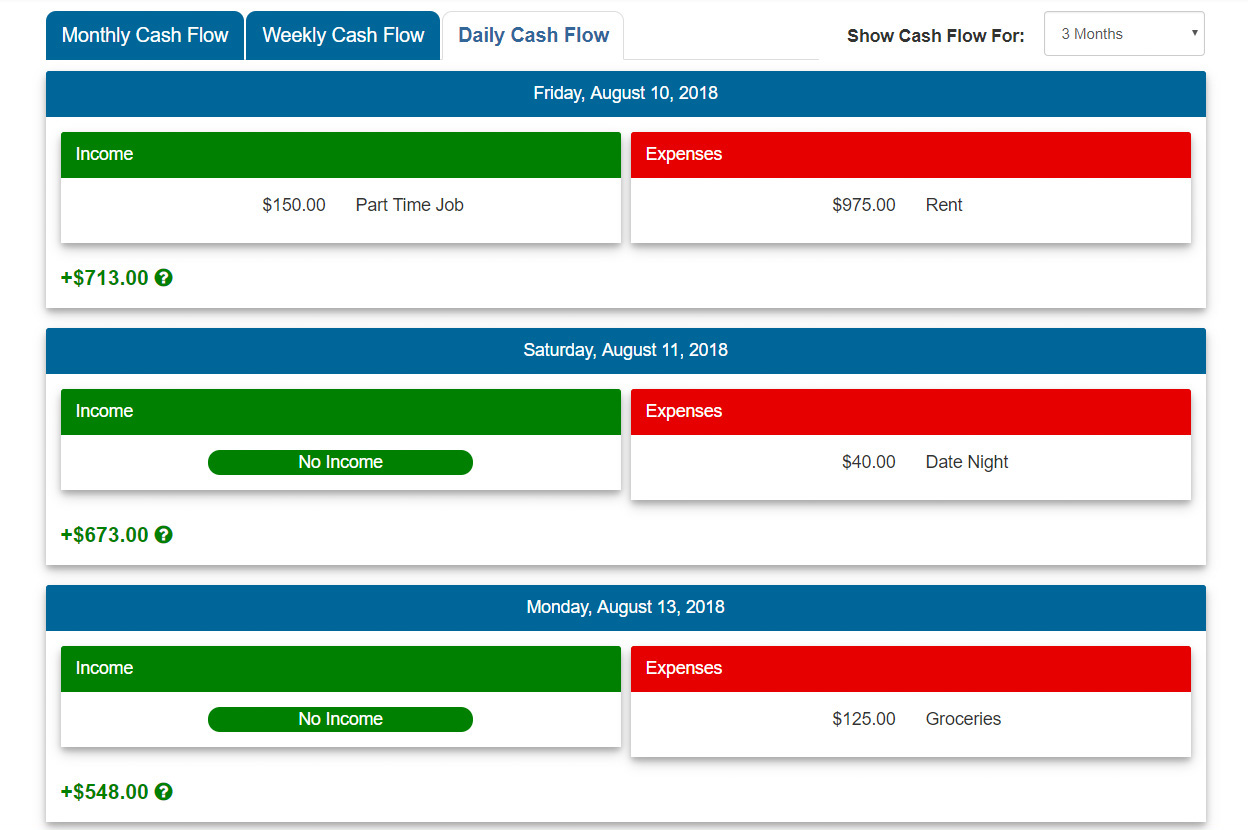 Monthly Cash Flow Weekly Cash Flow Daily Cash Flow Show Cash Flow For: 3 Months
Friday, August 10, 2018
Income Expenses
$150.00 Part Time Job $975.00 Rent
+$713.00 ?
Saturday, August 11, 2018
Income Expenses
No Income $40.00 Date Night
+$673.00 ?
Monday, August 13, 2018
Income Expenses
No Income $125.00 Groceries
+$548.00 ?